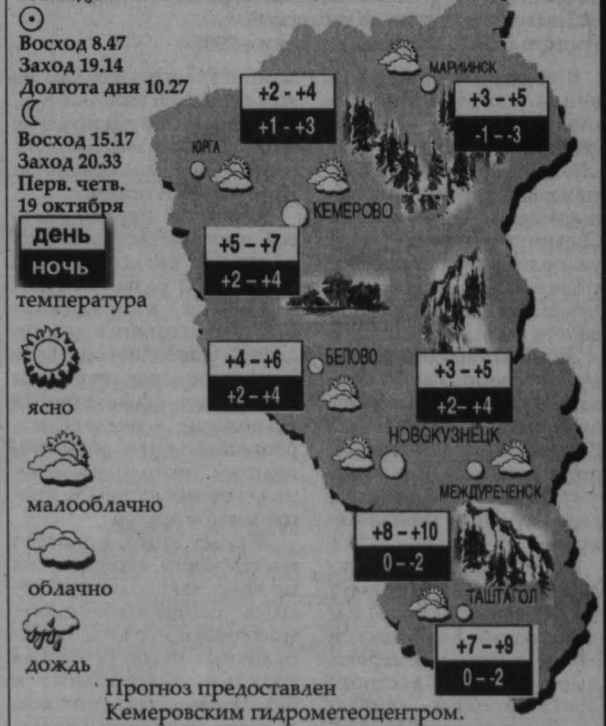 Восход 8.47
Заход 19.14
Долгота дня 10.27
Восход 15.17
Заход 20.33
Перв. четв.
19 октября
день
ночь
температура
ясно
малооблачно
облачно
дождь
МАРИИНСК
+2 - +4
+1 - +3
+3 – +5
-1 – -3
ЮРГА
КЕМЕРОВО
+5 – +7
+2 – +4
БЕЛОВО
+4 – +6
+2 – +4
+3 – +5
+2– +4
НОВОКУЗНЕЦК
МЕЖДУРЕЧЕНСК
+8 – +10
0 – -2
ТАШТАГОЛ
+7 – +9
0 – -2
Прогноз предоставлен
Кемеровским гидрометеоцентром.